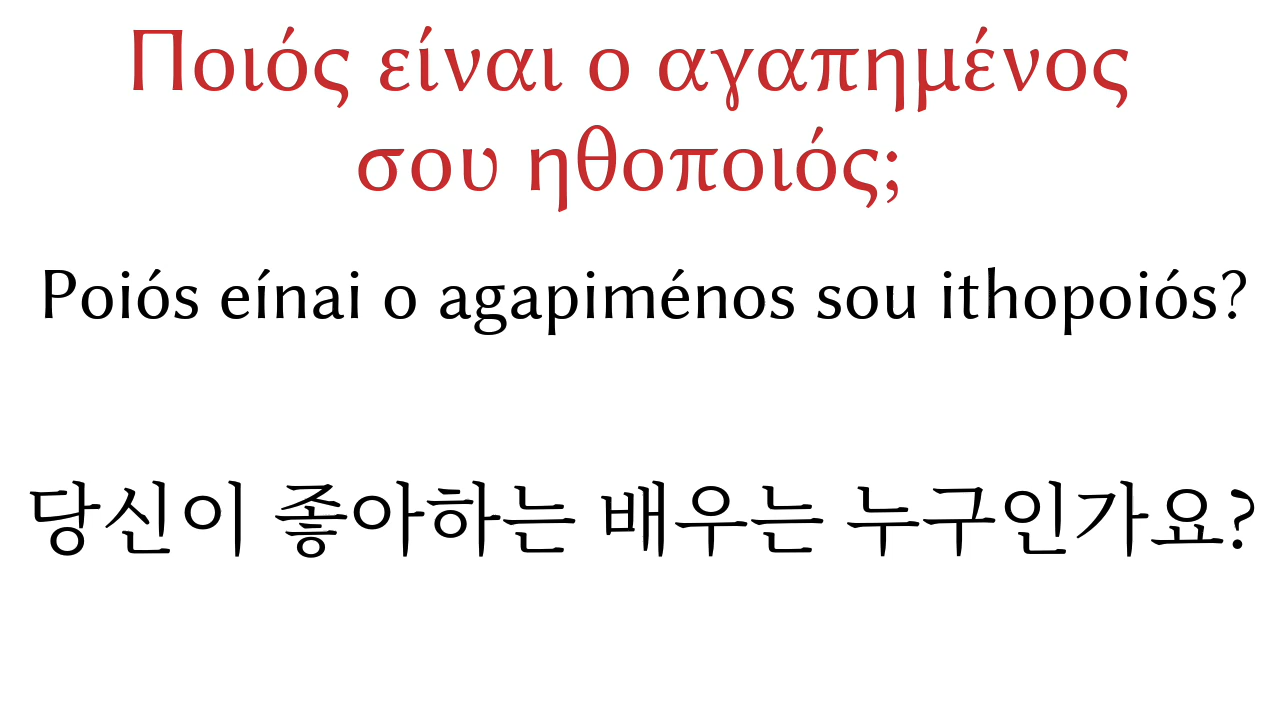 Ποιός είναι ο αγαπημένος
σου ηθοποιός;
Poiós eínai o agapiménos sou ithopoiós?
당신이 좋아하는 배우는 누구인가요?